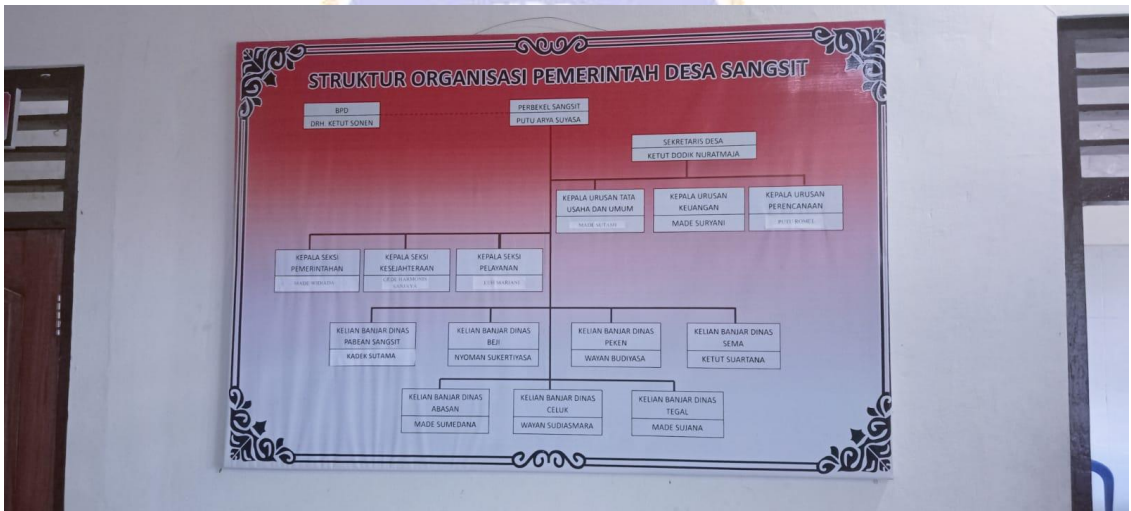 STRUKTUR ORGANISASI PEMERINTAH DESA SANGSIT
BPD
DRH. KETUT SONEN
PERBEKEL SANGSIT
PUTU ARYA SUYASA
SEKRETARIS DESA
KETUT DODIK NURATMAJA
KEPALA URUSAN TATA
USAHA DAN UMUM
MADE
KEPALA URUSAN
KEUANGAN
MADE SURYANI
KEPALA URUSAN
PERENCANAAN
KEPALA SEKSI
PEMERINTAHAN
MADE
KEPALA SEKSI
KESEJAHTERAAN
KEPALA SEKSI
PELAYANAN
KELIAN BANJAR DINAS
PABEAN SANGSIT
KADEK SUTAMA
KELIAN BANJAR DINAS
BEJI
NYOMAN SUKERTIYASA
KELIAN BANJAR DINAS
PEKEN
WAYAN BUDIYASA
KELIAN BANJAR DINAS
SEMA
KETUT SUARTANA
KELIAN BANJAR DINAS
ABASAN
MADE SUMEDANA
KELIAN BANJAR DINAS
CELUK
WAYAN SUDIASMARA
KELIAN BANJAR DINAS
TEGAL
MADE SUJANA